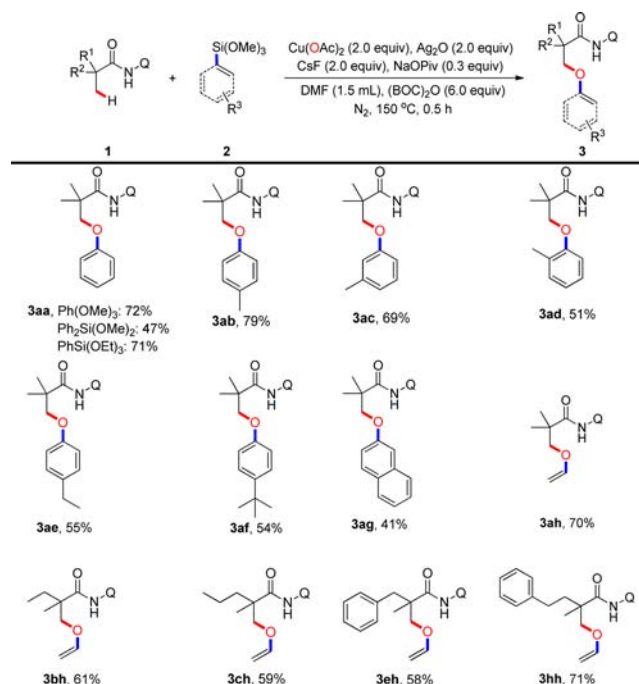 R¹ O Si(OMe)₃ Cu(OAc)₂ (2.0 equiv), Ag₂O (2.0 equiv) R¹ O
R² N Q + CsF (2.0 equiv), NaOPiv (0.3 equiv) R² N Q
H H R³ DMF (1.5 mL), (BOC)₂O (6.0 equiv) O H
N₂, 150 °C, 0.5 h R³
1 2 3
O O O O
N Q N Q N Q N Q
H H H H
O O O O
3aa, Ph(OMe)₃: 72% 3ab, 79% 3ac, 69% 3ad, 51%
Ph₂Si(OMe)₂: 47%
PhSi(OEt)₃: 71%
O O O O
N Q N Q N Q N Q
H H H H
O O O O
3ae, 55% 3af, 54% 3ag, 41% 3ah, 70%
O O O O
N Q N Q N Q N Q
H H H H
O O O O
3bh, 61% 3ch, 59% 3eh, 58% 3hh, 71%